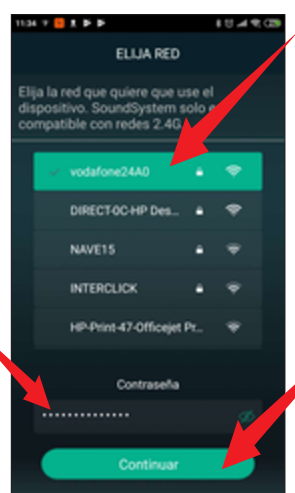 11:34
ELIJA RED
Elija la red que quiere que use el
dispositivo. SoundSystem solo e
compatible con redes 2.4G
vodafone24A0
DIRECT-0C-HP Des...
NAVE15
INTERCLICK
HP-Print-47-Officejet Pr...
Contraseña
••••••••••••••
Continuar